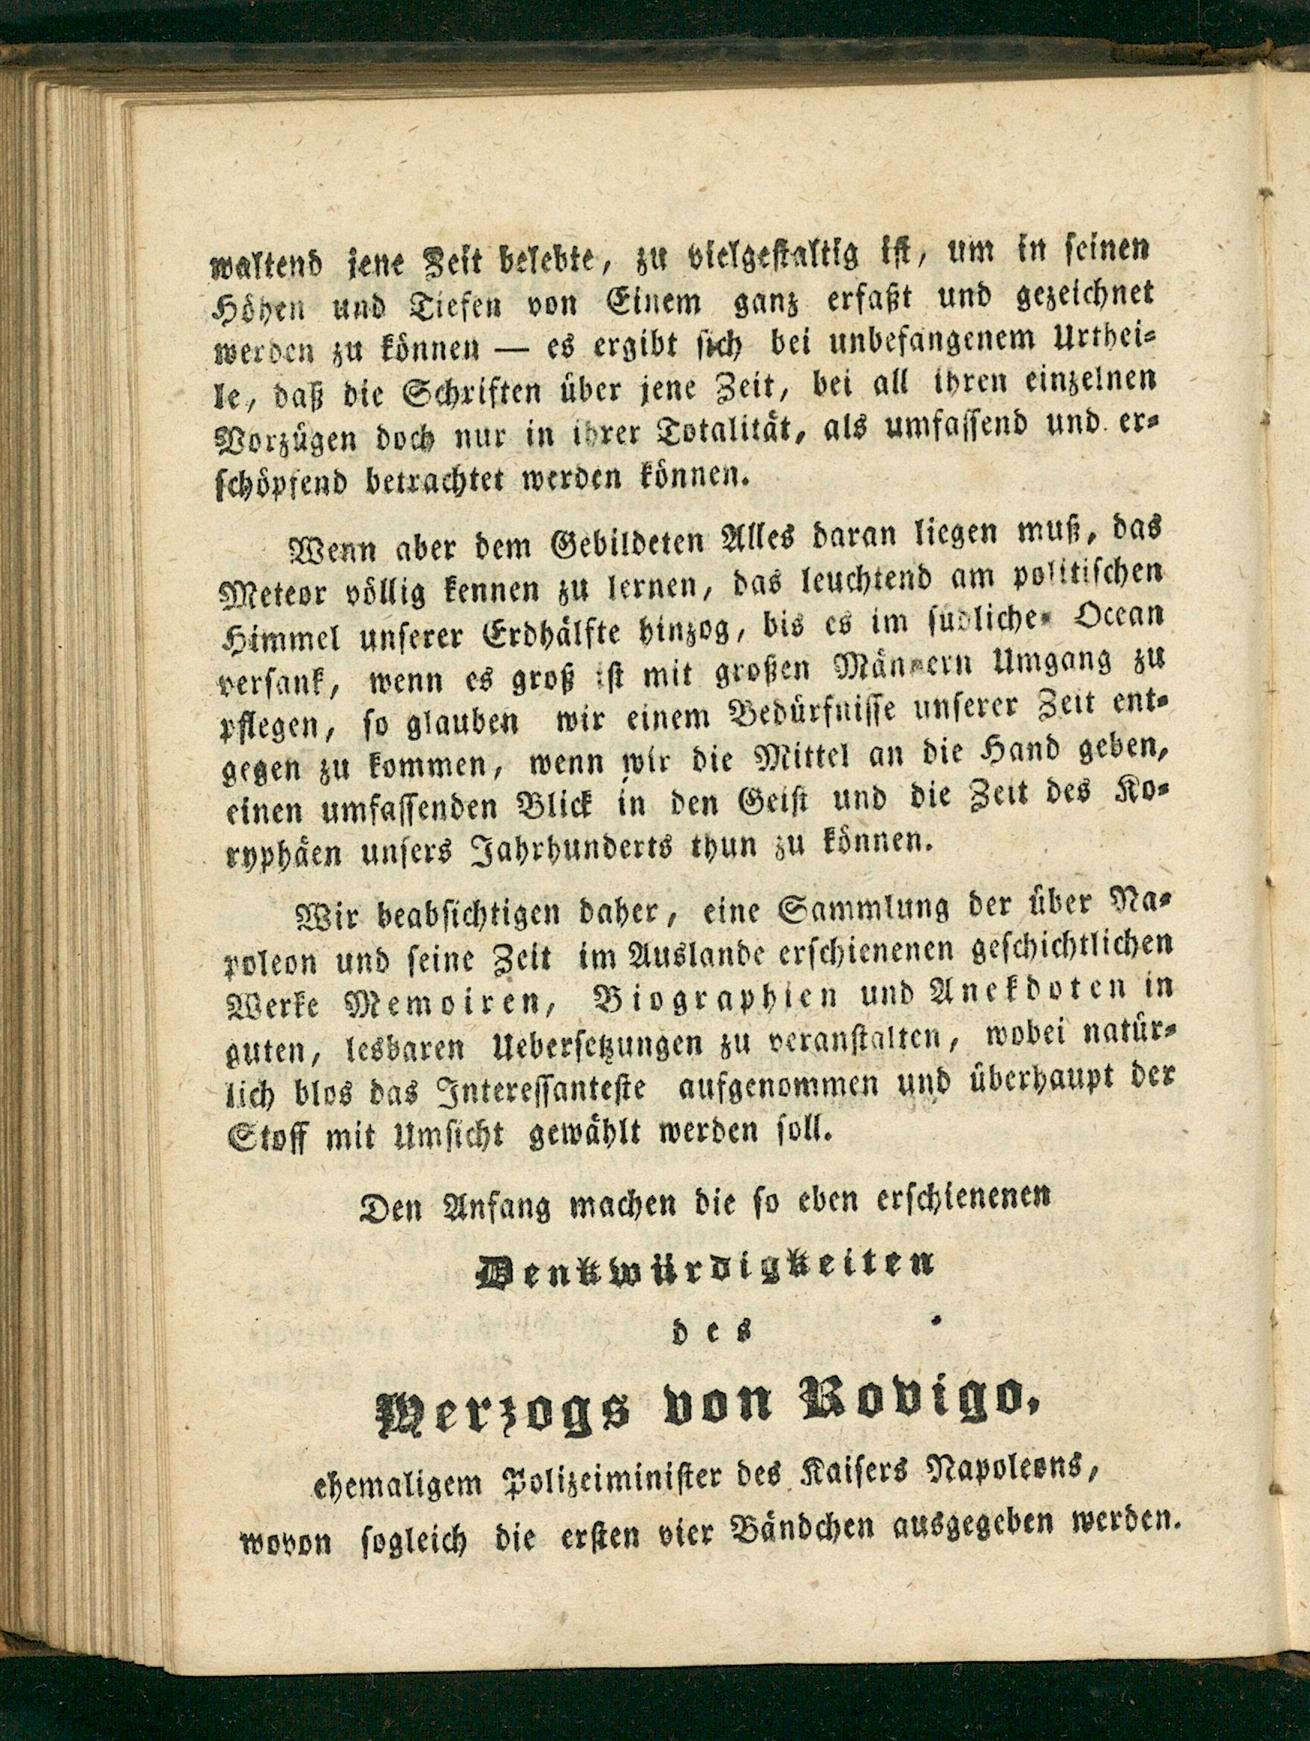 waltend jene Zeit belebte, zu vielgestaltig ist, um in seinen
Höhen und Tiefen von Einem ganz erfaßt und gezeichnet
werden zu können — es ergibt sich bei unbefangenem Urthei-
le, daß die Schriften über jene Zeit, bei all ihren einzelnen
Vorzügen doch nur in ihrer Totalität, als umfassend und er-
schöpfend betrachtet werden können.
Wenn aber dem Gebildeten Alles daran liegen muß, das
Meteor völlig kennen zu lernen, das leuchtend am politischen
Himmel unserer Erdhälfte hinzog, bis es im südlichen Ocean
versank, wenn es groß ist mit großen Männern Umgang zu
pflegen, so glauben wir einem Bedürfnisse unserer Zeit ent-
gegen zu kommen, wenn wir die Mittel an die Hand geben,
einen umfassenden Blick in den Geist und die Zeit des Ko-
ryphäen unsers Jahrhunderts thun zu können.
Wir beabsichtigen daher, eine Sammlung der über Na-
poleon und seine Zeit im Auslande erschienenen geschichtlichen
Werke Memoiren, Biographien und Anekdoten in
guten, lesbaren Uebersetzungen zu veranstalten, wobei natür-
lich blos das Interessanteste aufgenommen und überhaupt der
Stoff mit Umsicht gewählt werden soll.
Den Anfang machen die so eben erschienenen
Denkwürdigkeiten
des
Herzogs von Rovigo,
ehemaligem Polizeiminister des Kaisers Napoleons,
wovon sogleich die ersten vier Bändchen ausgegeben werden.